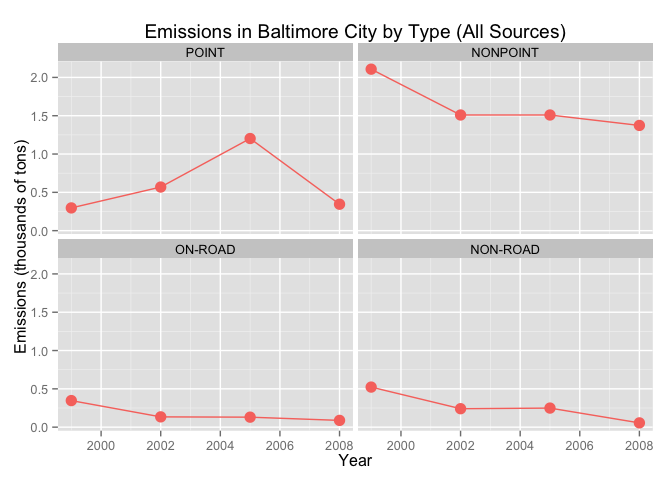 Emissions in Baltimore City by Type (All Sources)
POINT
NONPOINT
2.0
1.5
1.0
0.5
0.0
ON-ROAD
NON-ROAD
2.0
1.5
1.0
0.5
0.0
Emissions (thousands of tons)
2000 2002 2004 2006 2008
2000 2002 2004 2006 2008
Year